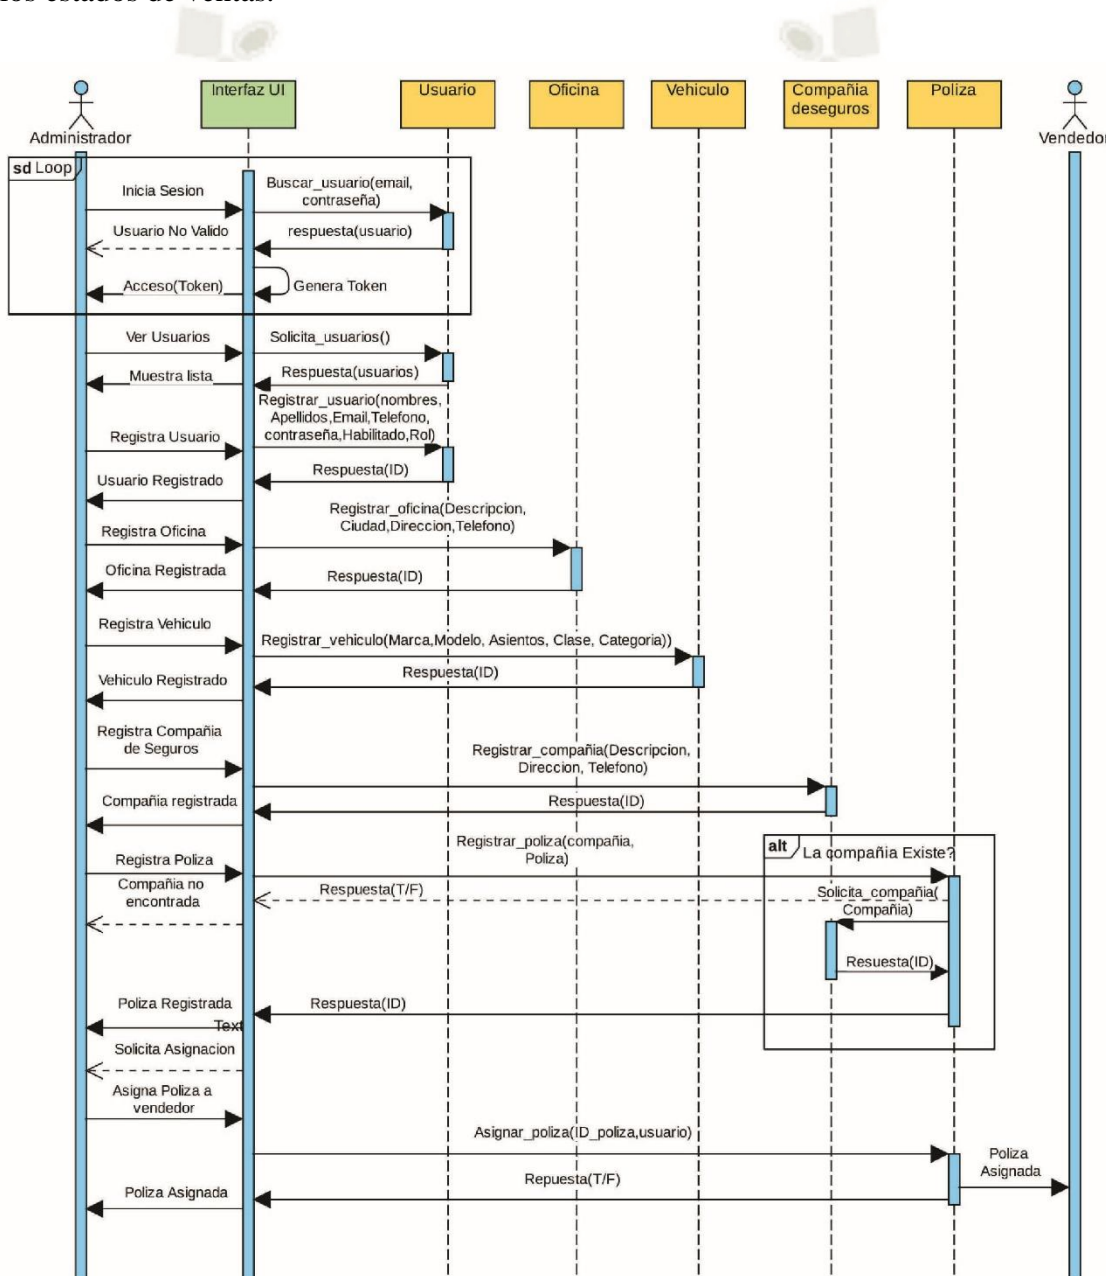 los estados de ventas.
Administrador
Interfaz UI
Usuario
Oficina
Vehiculo
Compañia
deseguros
Poliza
Vendedor
sd Loop
Inicia Sesion
Buscar_usuario(email,
contraseña)
Usuario No Valido
respuesta(usuario)
Acceso(Token)
Genera Token
Ver Usuarios
Solicita_usuarios()
Muestra lista
Respuesta(usuarios)
Registrar_usuario(nombres,
Apellidos,Email,Telefono,
contraseña,Habilitado,Rol)
Registra Usuario
Respuesta(ID)
Usuario Registrado
Registrar_oficina(Descripcion,
Ciudad,Direccion,Telefono)
Registra Oficina
Oficina Registrada
Respuesta(ID)
Registra Vehiculo
Registrar_vehiculo(Marca,Modelo, Asientos, Clase, Categoria))
Respuesta(ID)
Vehiculo Registrado
Registra Compañia
de Seguros
Registrar_compañia(Descripcion,
Direccion, Telefono)
Compañia registrada
Respuesta(ID)
Registrar_poliza(compañia,
Poliza)
alt
La compañia Existe?
Registra Poliza
Compañia no
encontrada
Respuesta(T/F)
Solicita_compañia(
Compañia)
Resuesta(ID)
Poliza Registrada
Respuesta(ID)
Text
Solicita Asignacion
Asigna Poliza a
vendedor
Asignar_poliza(ID_poliza,usuario)
Poliza
Asignada
Repuesta(T/F)
Poliza Asignada